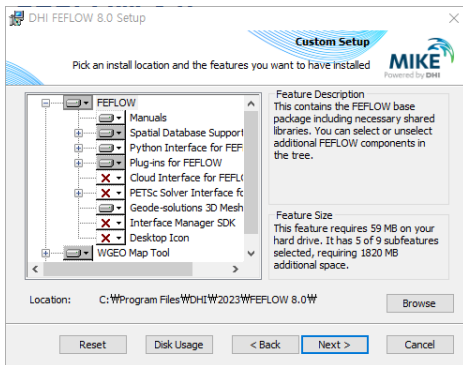 DHI FEFLOW 8.0 Setup
Custom Setup
Pick an install location and the features you want to have installed
MIKE
Powered by DHI
FEFLOW
Manuals
Spatial Database Support
Python Interface for FEF
Plug-ins for FEFLOW
Cloud Interface for FEFL
PETSc Solver Interface fo
Geode-solutions 3D Mesh
Interface Manager SDK
Desktop Icon
WGEO Map Tool
Feature Description
This contains the FEFLOW base
package including necessary shared
libraries. You can select or unselect
additional FEFLOW components in
the tree.
Feature Size
This feature requires 59 MB on your
hard drive. It has 5 of 9 subfeatures
selected, requiring 1820 MB
additional space.
Location: C:₩Program Files₩DHI₩2023₩FEFLOW 8.0₩
Browse
Reset Disk Usage < Back Next > Cancel